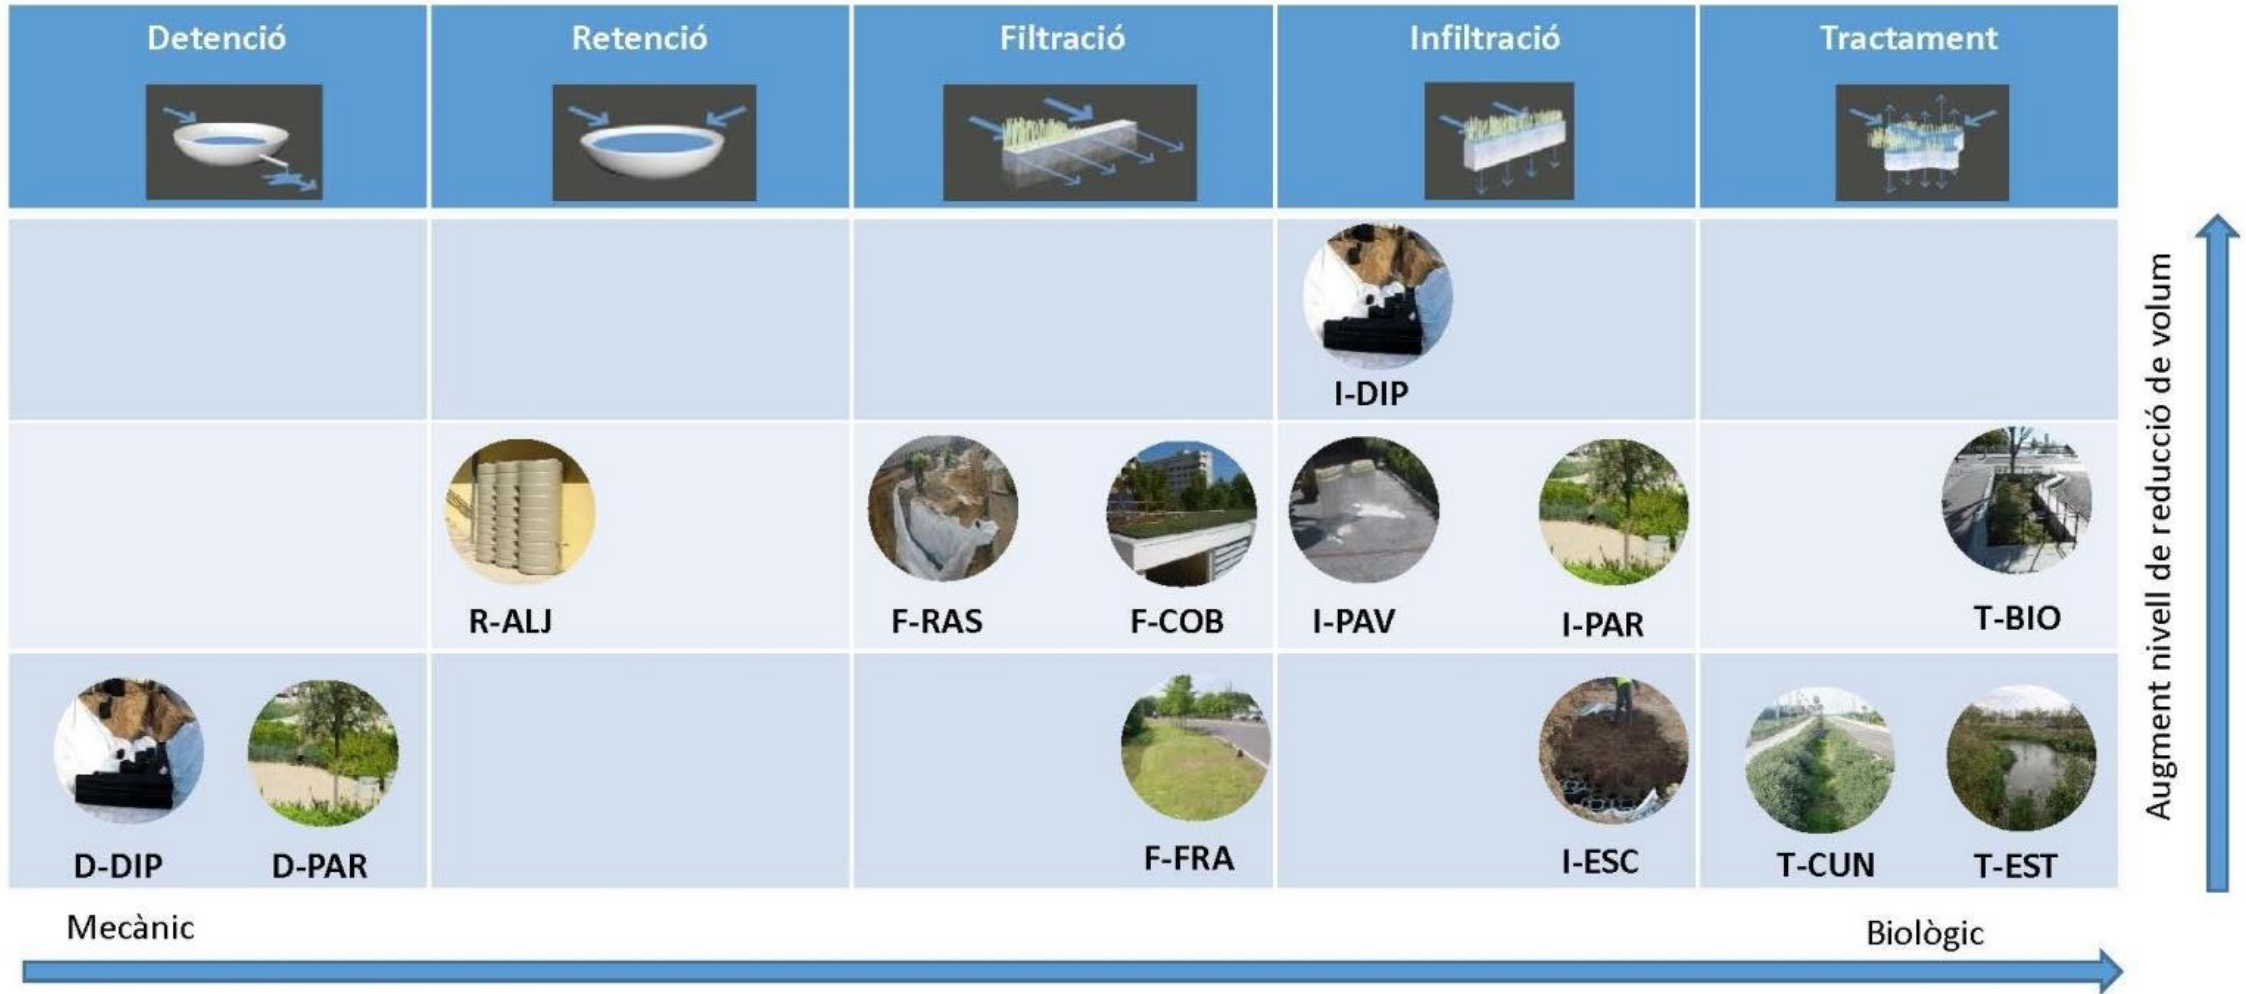 Detenció
Retenció
Filtració
Infiltració
Tractament
I-DIP
R-ALJ
F-RAS
F-COB
I-PAV
I-PAR
T-BIO
D-DIP
D-PAR
F-FRA
I-ESC
T-CUN
T-EST
Augment nivell de reducció de volum
Mecànic
Biològic